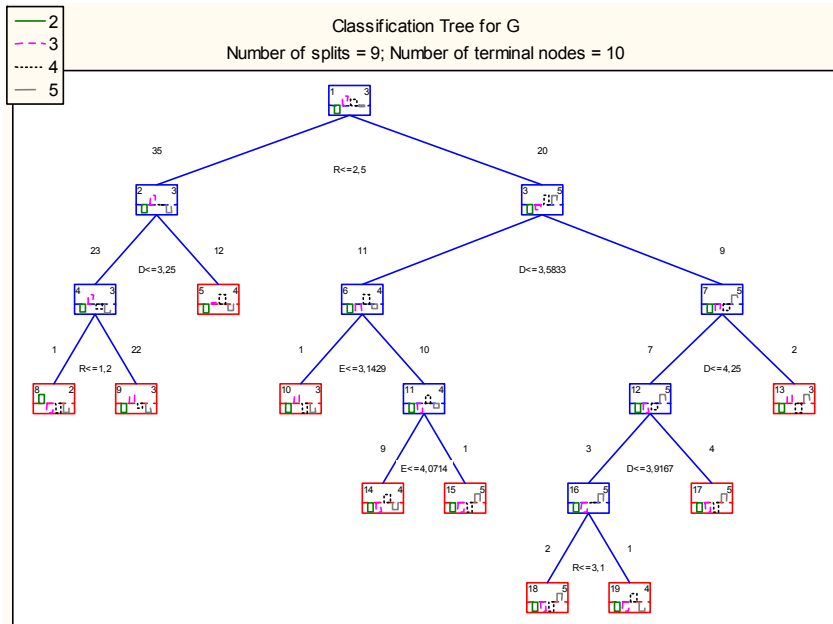 2
3
4
5
Classification Tree for G
Number of splits = 9; Number of terminal nodes = 10
1 3
35 20
R<=2,5
2 3
3 5
23 12
D<=3,25
11 9
D<=3,5833
4 3
5 4
6 4
7 5
1 22
R<=1,2
1 10
E<=3,1429
7 2
D<=4,25
8 2
9 3
10 3
11 4
12 5
13 3
9 1
E<=4,0714
3 4
D<=3,9167
14 4
15 5
16 5
17 5
2 1
R<=3,1
18 5
19 4